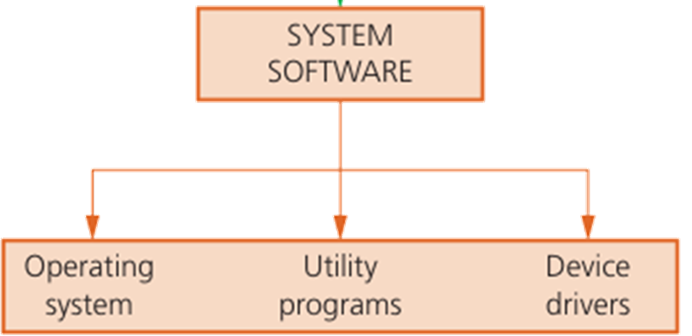 SYSTEM
SOFTWARE
Operating
system
Utility
programs
Device
drivers